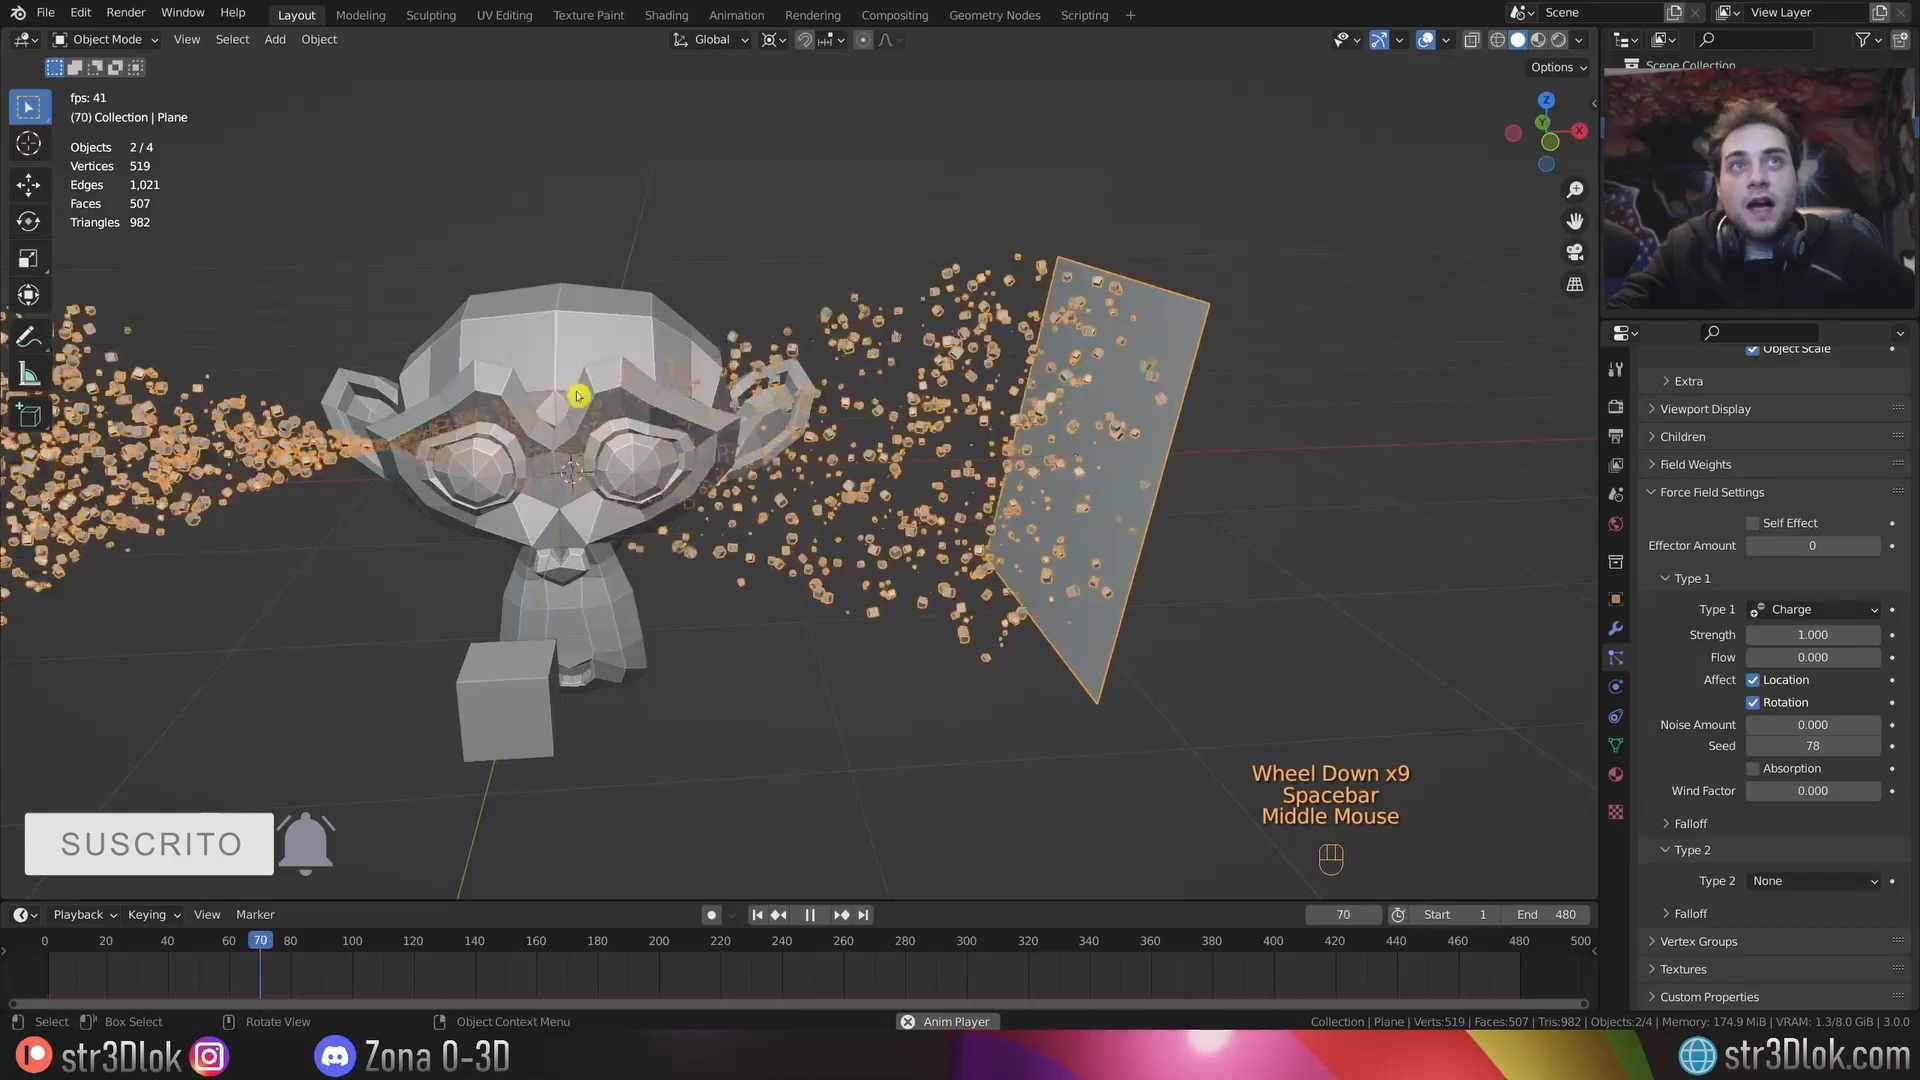 File Edit Render Window Help
Layout Modeling Sculpting UV Editing Texture Paint Shading Animation Rendering Compositing Geometry Nodes Scripting +
Scene View Layer
Object Mode View Select Add Object Global
Options
Scene Collection
fps: 41
(70) Collection | Plane
Objects 2 / 4
Vertices 519
Edges 1,021
Faces 507
Triangles 982
Z
Y
X
Object Scale
Extra
Viewport Display
Children
Field Weights
Force Field Settings
Self Effect
Effector Amount 0
Type 1
Type 1 Charge
Strength 1.000
Flow 0.000
Affect Location
Rotation
Noise Amount 0.000
Seed 78
Absorption
Wind Factor 0.000
Falloff
Type 2
Type 2 None
Falloff
Vertex Groups
Textures
Custom Properties
Wheel Down x9
Spacebar
Middle Mouse
SUSCRITO
Playback Keying View Marker
70 Start 1 End 480
0 20 40 60 70 80 100 120 140 160 180 200 220 240 260 280 300 320 340 360 380 400 420 440 460 480 500
Select Box Select Rotate View Object Context Menu Anim Player Collection | Plane | Verts:519 | Faces:507 | Tris:982 | Objects:2/4 | Memory: 174.9 MiB | VRAM: 1.3/8.0 GiB | 3.0.0
str3Dlok Zona 0-3D str3Dlok.com